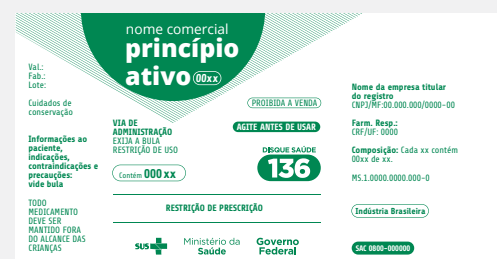 nome comercial
princípio
ativo 00xx
Val.:
Fab.:
Lote:
Cuidados de
conservação
Informações ao
paciente,
indicações,
contraindicações e
precauções:
vide bula
TODO
MEDICAMENTO
DEVE SER
MANTIDO FORA
DO ALCANCE DAS
CRIANÇAS
VIA DE
ADMINISTRAÇÃO
EXIJA A BULA
RESTRIÇÃO DE USO
Contém 000 xx
PROIBIDA A VENDA
AGITE ANTES DE USAR
DISQUE SAÚDE
136
RESTRIÇÃO DE PRESCRIÇÃO
SUS
Ministério da
Saúde
Governo
Federal
Nome da empresa titular
do registro
CNPJ/MF:00.000.000/0000-00
Farm. Resp.:
CRF/UF: 0000
Composição: Cada xx contém
00xx de xx.
MS.1.0000.0000.000-0
Indústria Brasileira
SAC 0800-000000